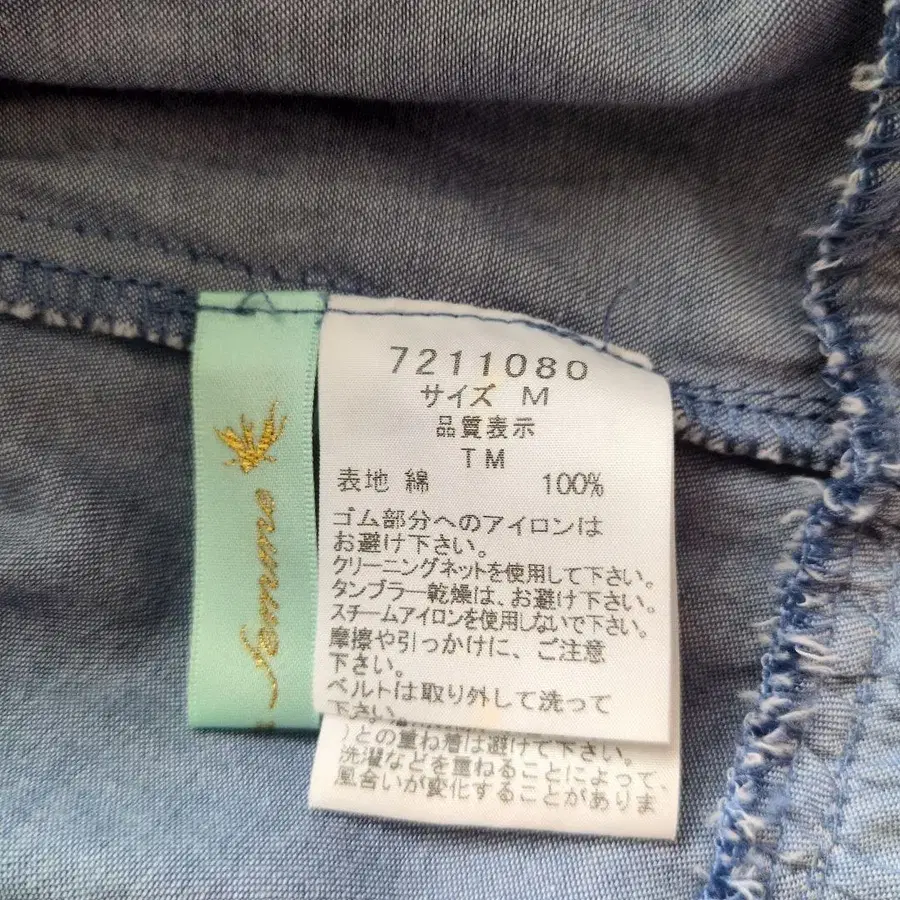 7211080
サイズ M
品質表示
TM
表地 綿 100%
ゴム部分へのアイロンは
お避け下さい。
クリーニングネットを使用して下さい。
タンブラー乾燥は、お避け下さい。
スチームアイロンを使用しないで下さい。
摩擦や引っかけに、ご注意
下さい。
ベルトは取り外して洗って
下さい。
)との重ね着は避けて下さい。
洗濯などを重ねることによって、
風合いが変化することがありま